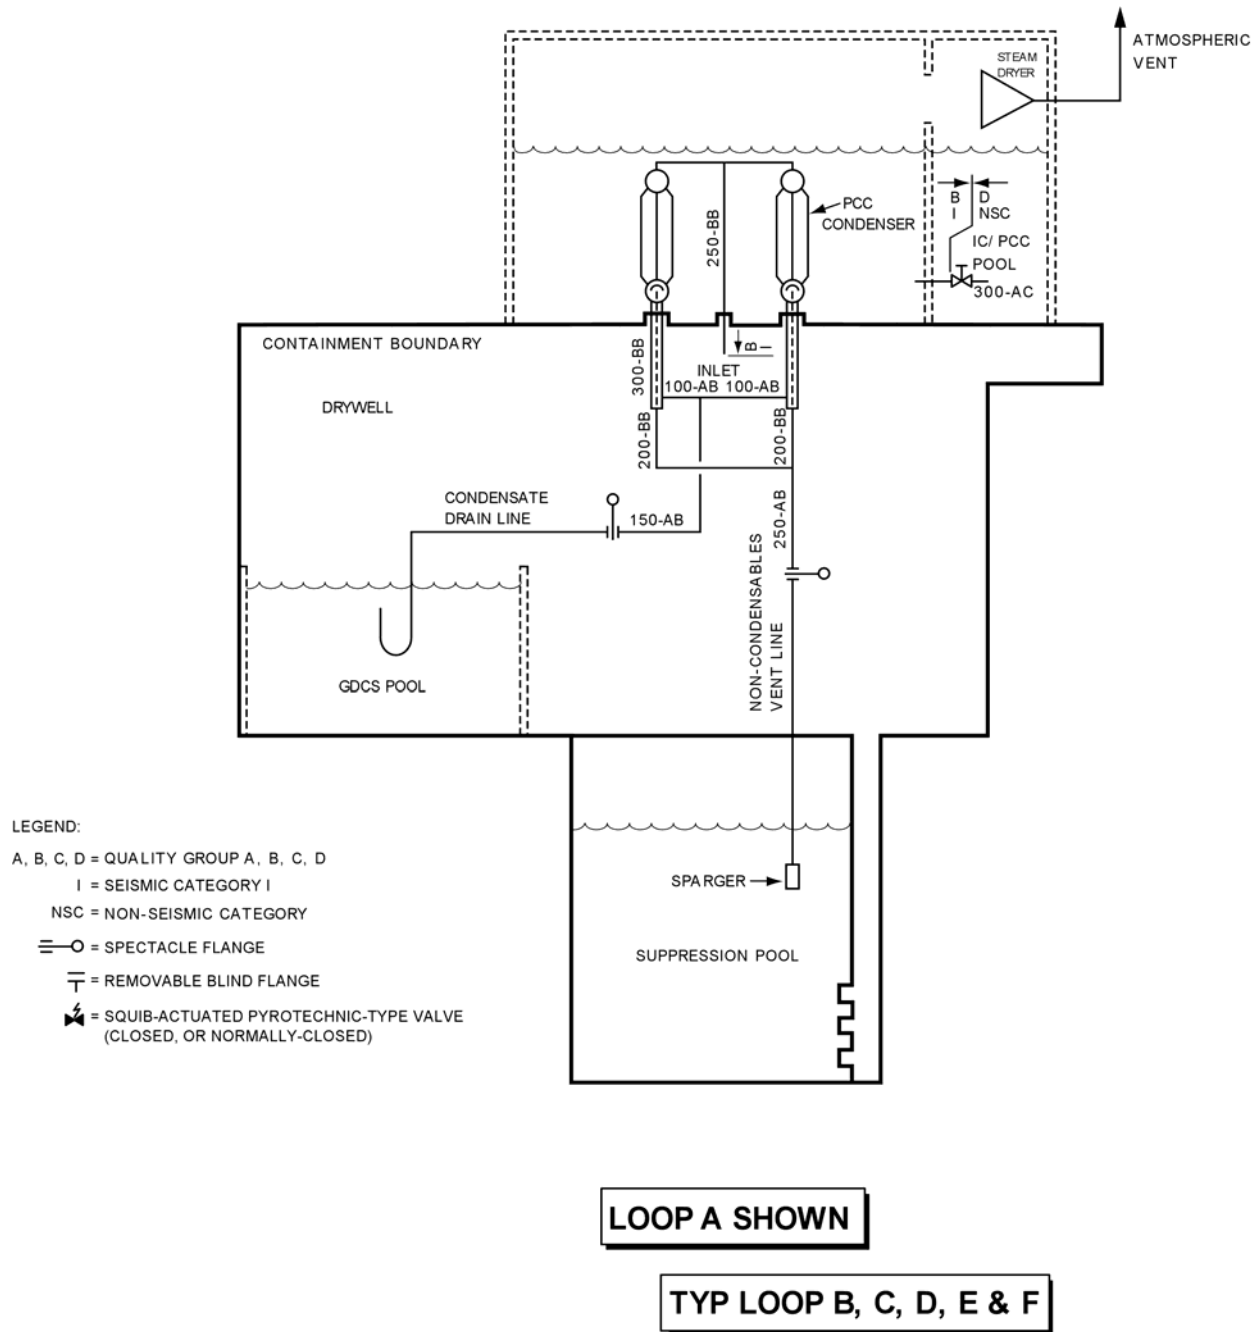 ATMOSPHERIC
VENT
STEAM
DRYER
250-BB
PCC
CONDENSER
B
D
I
NSC
IC/ PCC
POOL
300-AC
CONTAINMENT BOUNDARY
DRYWELL
300-BB
B
I
INLET
100-AB 100-AB
200-BB
200-BB
CONDENSATE
DRAIN LINE
150-AB
250-AB
NON-CONDENSABLES
VENT LINE
GDCS POOL
SPARGER
SUPPRESSION POOL
LEGEND:
A, B, C, D = QUALITY GROUP A, B, C, D
I = SEISMIC CATEGORY I
NSC = NON-SEISMIC CATEGORY
= SPECTACLE FLANGE
= REMOVABLE BLIND FLANGE
= SQUIB-ACTUATED PYROTECHNIC-TYPE VALVE
(CLOSED, OR NORMALLY-CLOSED)
LOOP A SHOWN
TYP LOOP B, C, D, E & F